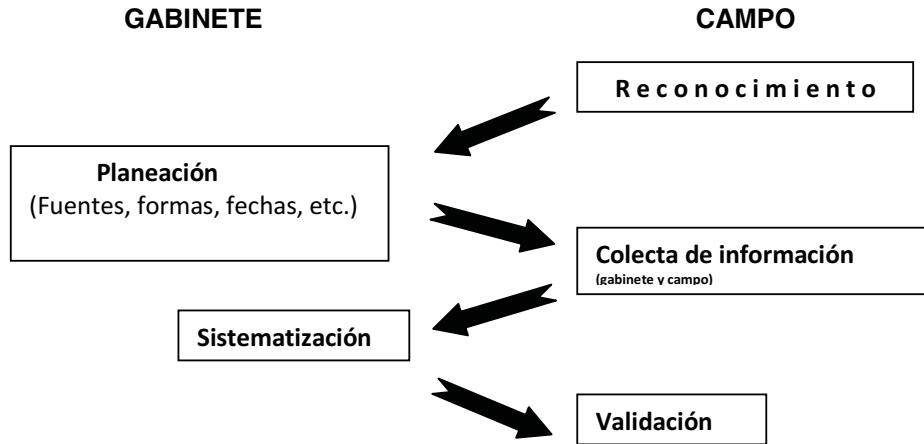 GABINETE
CAMPO
R e c o n o c i m i e n t o
Planeación
(Fuentes, formas, fechas, etc.)
Colecta de información
(gabinete y campo)
Sistematización
Validación